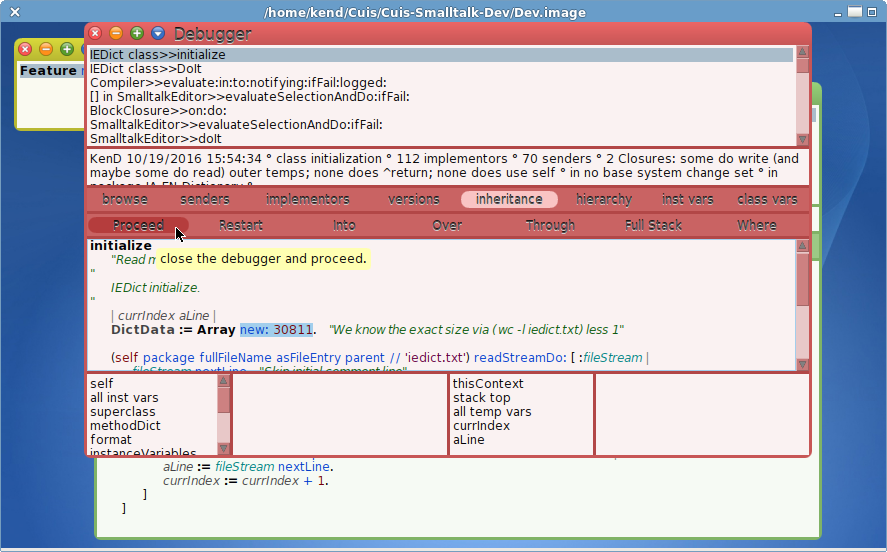 /home/kend/Cuis/Cuis-Smalltalk-Dev/Dev.image
Debugger
Feature
IEDict class>>initialize
IEDict class>>DoIt
Compiler>>evaluate:in:to:notifying:ifFail:logged:
[] in SmalltalkEditor>>evaluateSelectionAndDo:ifFail:
BlockClosure>>on:do:
SmalltalkEditor>>evaluateSelectionAndDo:ifFail:
SmalltalkEditor>>doIt
KenD 10/19/2016 15:54:34 ° class initialization ° 112 implementors ° 70 senders ° 2 Closures: some do write (and
maybe some do read) outer temps; none does ^return; none does use self ° in no base system change set ° in
browse senders implementors versions inheritance hierarchy inst vars class vars
Proceed Restart Into Over Through Full Stack Where
initialize
"Read
close the debugger and proceed.
"
IEDict initialize.
"
| currIndex aLine |
DictData := Array new: 30811. "We know the exact size via ( wc -l iedict.txt) less 1"
(self package fullFileName asFileEntry parent // 'iedict.txt') readStreamDo: [ :fileStream |
fileStream nextLine. "Skip initial comment line"
self
all inst vars
superclass
methodDict
format
instanceVariables
thisContext
stack top
all temp vars
currIndex
aLine
aLine := fileStream nextLine.
currIndex := currIndex + 1.
]
]